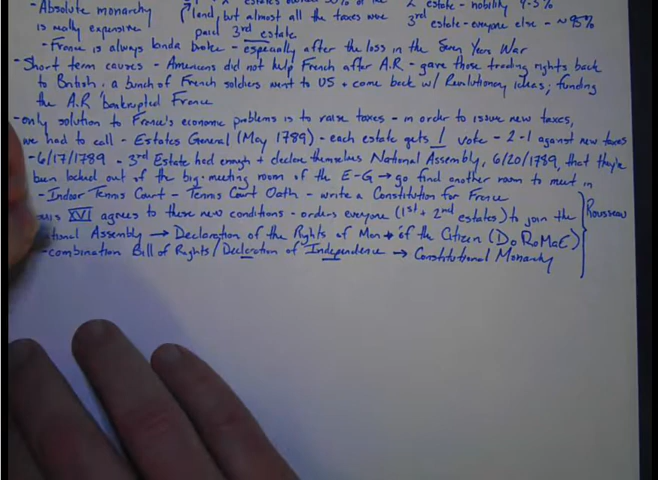 -Absolute monarchy
is really expensive
land, but almost all the taxes were
paid 3rd estate
2 estate - nobility 4-5%
3rd estate - everyone else - ~95%
- France is always kinda broke - especially after the loss in the Seven Years War
-Short term causes - Americans did not help French after A.R - gave those trading rights back
to British, a bunch of French soldiers went to US + come back w/ Revolutionary ideas; funding
the A.R bankrupted France
-only solution to France's economic problems is to raise taxes - in order to issue new taxes,
we had to call - Estates General (May 1789) - each estate gets 1 vote - 2-1 against new taxes
-6/17/1789 - 3rd Estate had enough + declare themselves National Assembly, 6/20/1789, that they've
been locked out of the big meeting room of the E-G → go find another room to meet in
-Indoor Tennis Court - Tennis Court Oath - write a Constitution for France
XVI agrees to these new conditions - orders everyone (1st + 2nd estates) to join the
Assembly → Declaration of the Rights of Man + of the Citizen (DoRoMaC)
-combination Bill of Rights/Declaration of Independence → Constitutional Monarchy
Rousseau